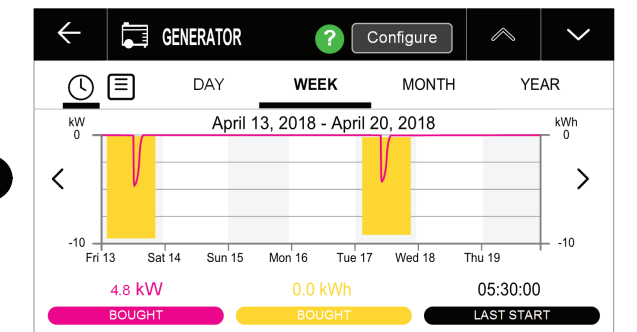 GENERATOR ? Configure
DAY WEEK MONTH YEAR
kW April 13, 2018 - April 20, 2018 kWh
0 0
-10 -10
Fri 13 Sat 14 Sun 15 Mon 16 Tue 17 Wed 18 Thu 19
4.8 kW 0.0 kWh 05:30:00
BOUGHT BOUGHT LAST START